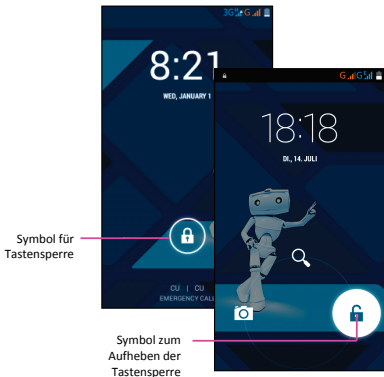 3G G
8:21
WED, JANUARY 1
G G
18:18
DI., 14. JULI
Symbol für
Tastensperre
CU | CU
EMERGENCY CALL
Symbol zum
Aufheben der
Tastensperre